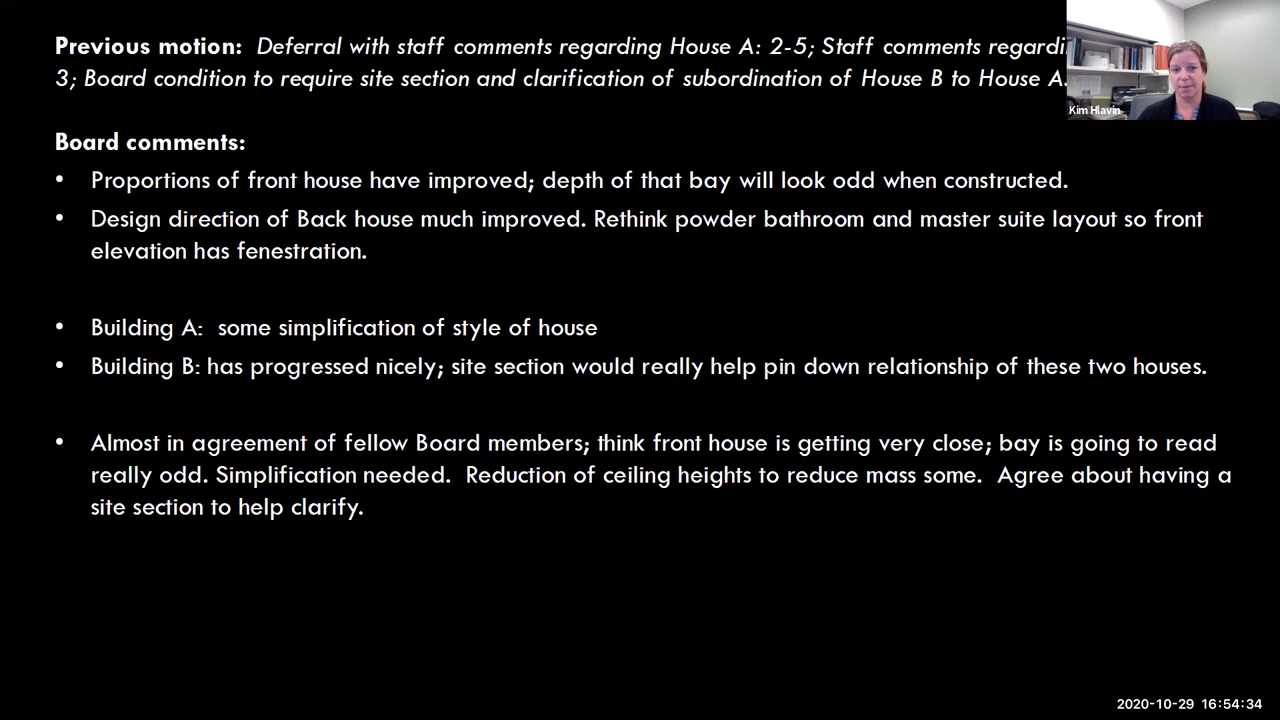 Previous motion: Deferral with staff comments regarding House A: 2-5; Staff comments
3; Board condition to require site section and clarification of subordination of House B to House A.
Kim Hlavin
Board comments:
• Proportions of front house have improved; depth of that bay will look odd when constructed.
• Design direction of Back house much improved. Rethink powder bathroom and master suite layout so front
elevation has fenestration.
• Building A: some simplification of style of house
• Building B: has progressed nicely; site section would really help pin down relationship of these two houses.
• Almost in agreement of fellow Board members; think front house is getting very close; bay is going to read
really odd. Simplification needed. Reduction of ceiling heights to reduce mass some. Agree about having a
site section to help clarify.
2020-10-29 16:54:34